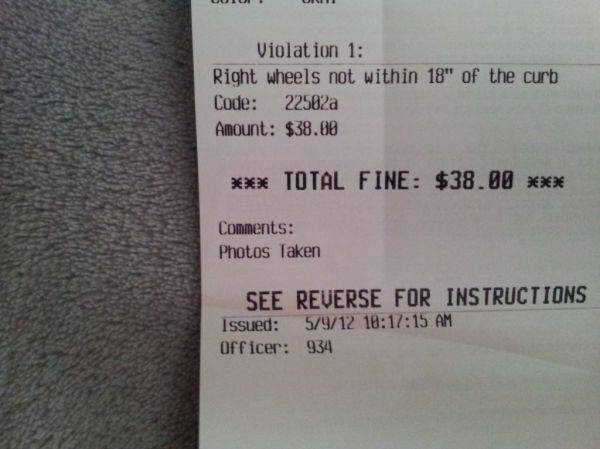 Violation 1:
Right wheels not within 18" of the curb
Code: 22502a
Amount: $38.00
*** TOTAL FINE: $38.00 ***
Comments:
Photos Taken
SEE REVERSE FOR INSTRUCTIONS
Issued: 5/9/12 10:17:15 AM
Officer: 934